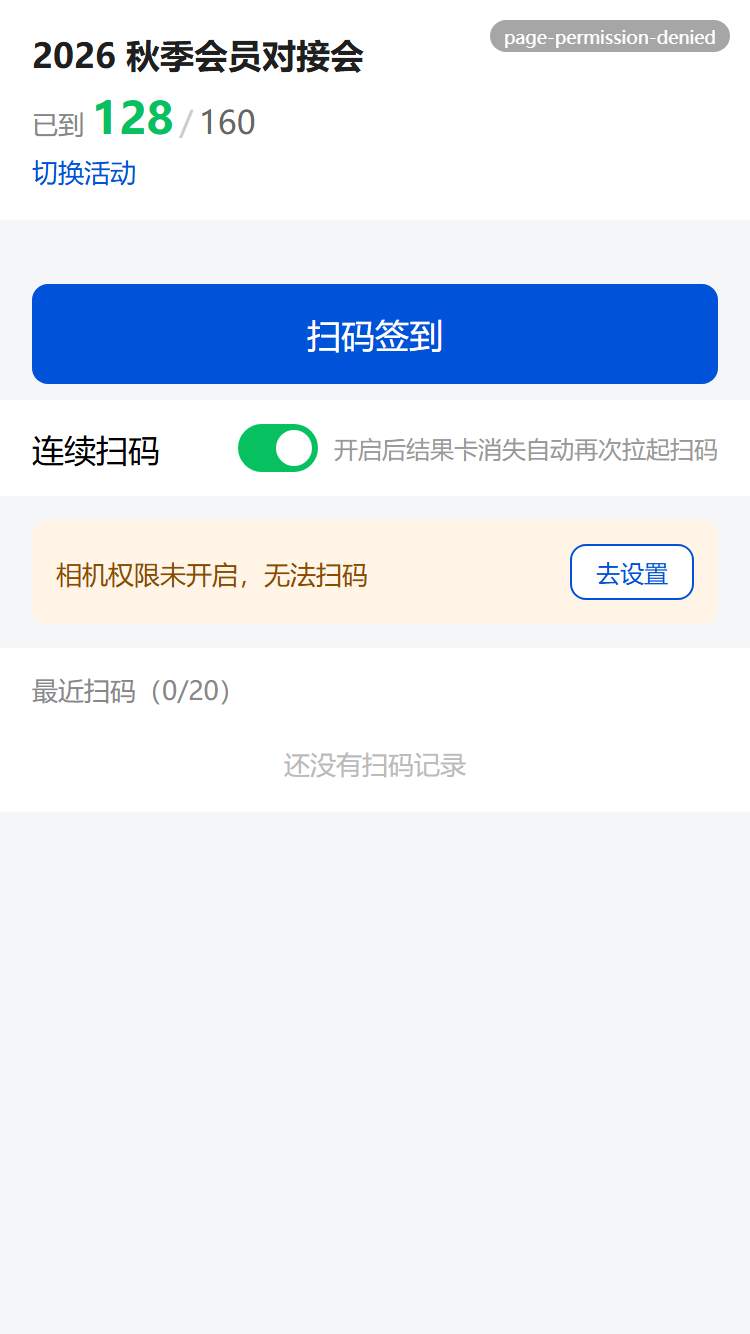 2026 秋季会员对接会
page-permission-denied
已到 128 / 160
切换活动
扫码签到
连续扫码 开启后结果卡消失自动再次拉起扫码
相机权限未开启，无法扫码 去设置
最近扫码（0/20）
还没有扫码记录